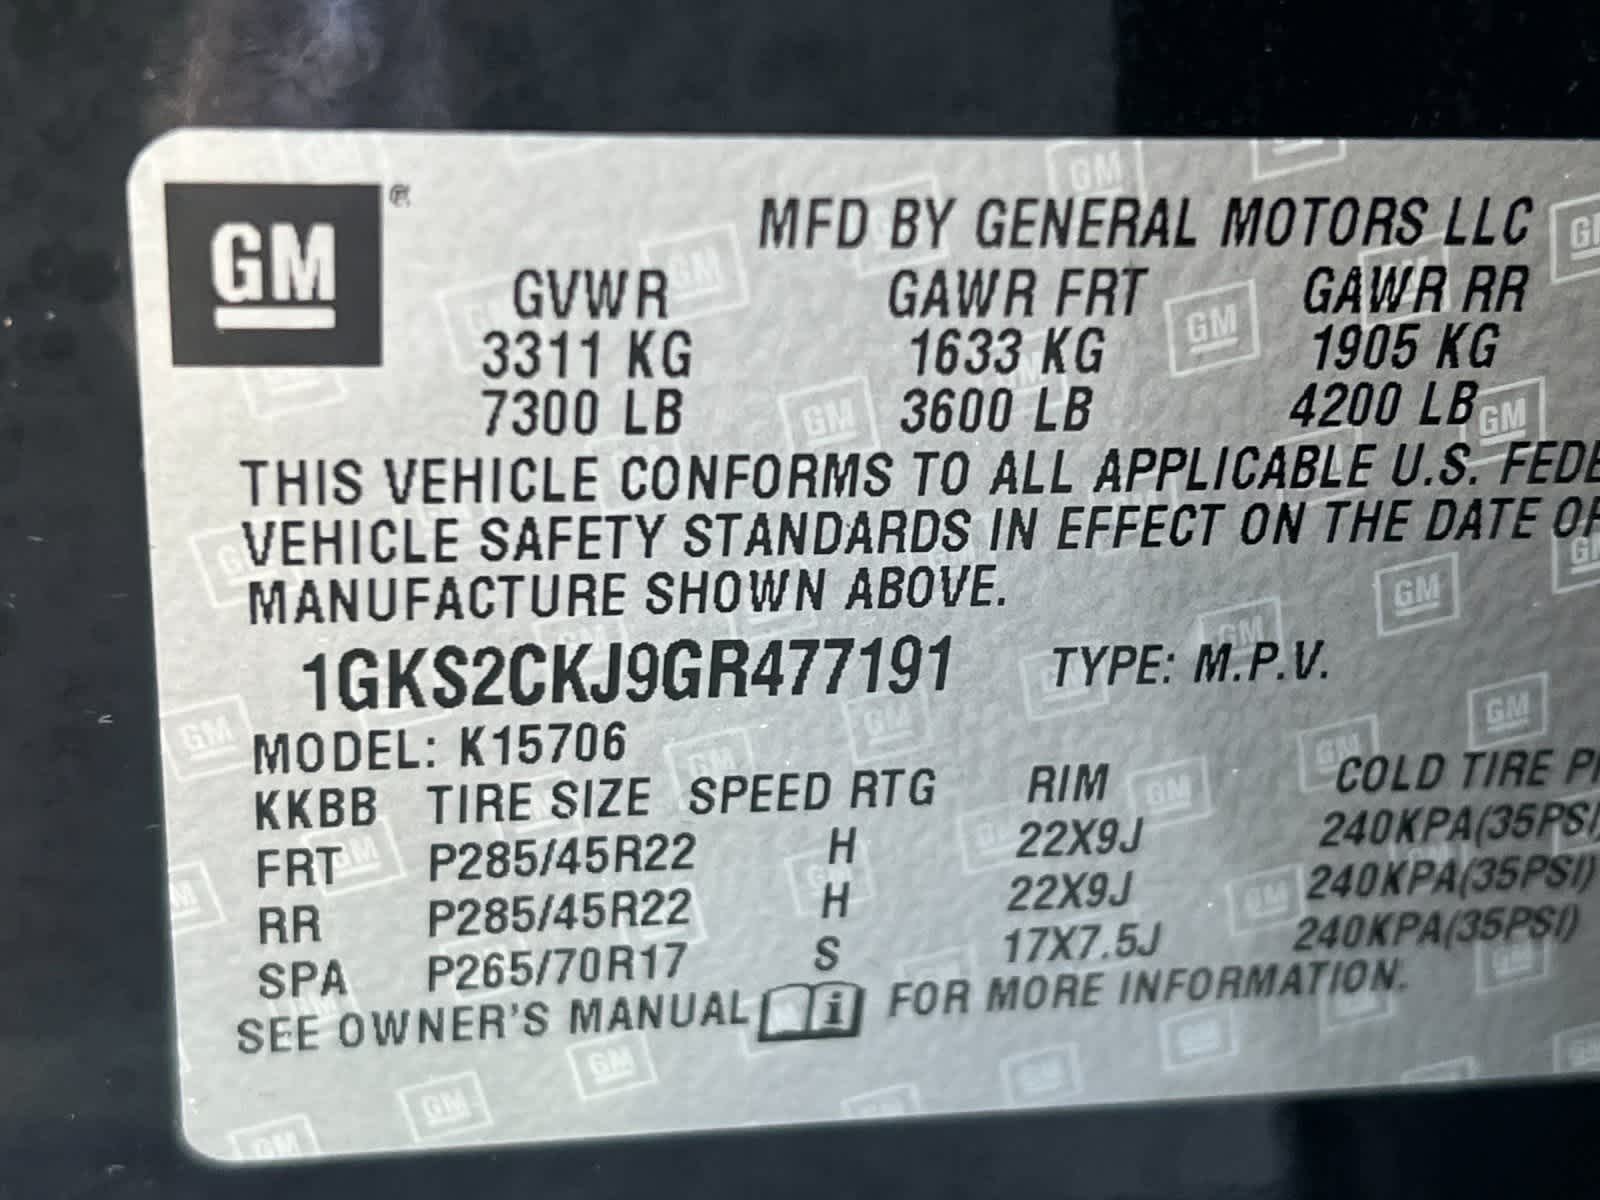 GM ®
MFD BY GENERAL MOTORS LLC
GVWR GAWR FRT GAWR RR
3311 KG 1633 KG 1905 KG
7300 LB 3600 LB 4200 LB
THIS VEHICLE CONFORMS TO ALL APPLICABLE U.S. FEDE
VEHICLE SAFETY STANDARDS IN EFFECT ON THE DATE OF
MANUFACTURE SHOWN ABOVE.
1GKS2CKJ9GR477191 TYPE: M.P.V.
MODEL: K15706
KKBB TIRE SIZE SPEED RTG RIM COLD TIRE P
FRT P285/45R22 H 22X9J 240KPA(35PSI)
RR P285/45R22 H 22X9J 240KPA(35PSI)
SPA P265/70R17 S 17X7.5J 240KPA(35PSI)
SEE OWNER'S MANUAL i FOR MORE INFORMATION.